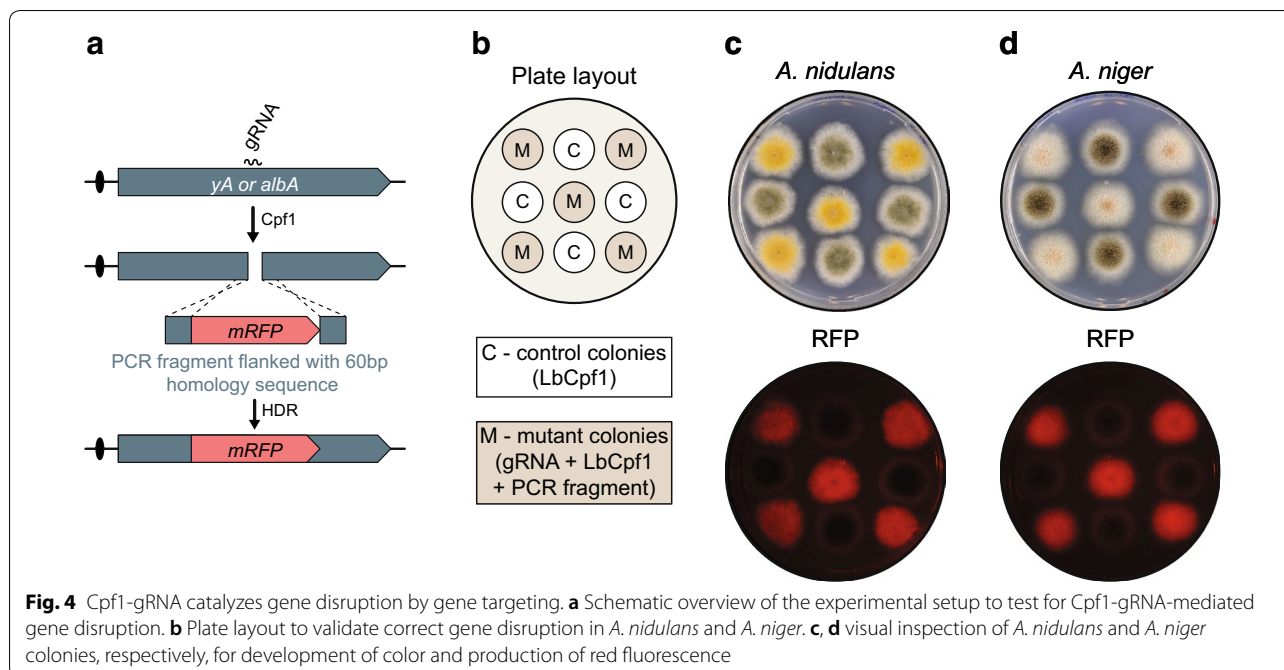 a
gRNA
yA or albA
Cpf1
mRFP
PCR fragment flanked with 60bp
homology sequence
HDR
mRFP
b
Plate layout
M C M
C M C
M C M
C - control colonies
(LbCpf1)
M - mutant colonies
(gRNA + LbCpf1
+ PCR fragment)
c
A. nidulans
RFP
d
A. niger
RFP
Fig. 4 Cpf1-gRNA catalyzes gene disruption by gene targeting. a Schematic overview of the experimental setup to test for Cpf1-gRNA-mediated
gene disruption. b Plate layout to validate correct gene disruption in A. nidulans and A. niger. c, d visual inspection of A. nidulans and A. niger
colonies, respectively, for development of color and production of red fluorescence